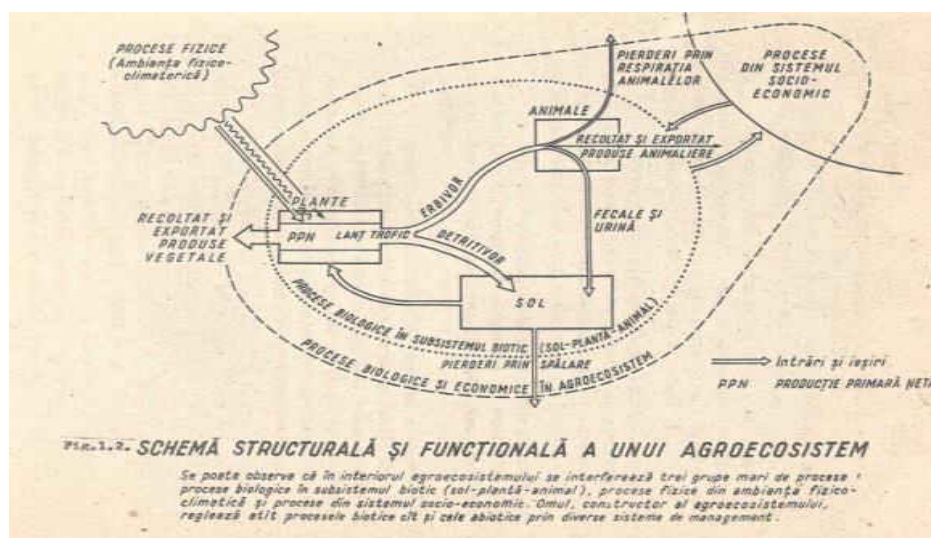 PROCESE FIZICE
(Ambianța fizico-
climaterică)
PIERDERI PRIN
RESPIRAȚIA
ANIMALELOR
PROCESE
DIN SISTEMUL
SOCIO-
ECONOMIC
ANIMALE
RECOLTAT ȘI EXPORTAT
PRODUSE ANIMALIERE
PLANTE
ERBIVOR
RECOLTAT ȘI
EXPORTAT
PRODUSE
VEGETALE
PPN
LANȚ TROFIC
DETRITIVOR
FECALE ȘI
URINĂ
SOL
PROCESE BIOLOGICE ÎN SUBSISTEMUL BIOTIC (SOL-PLANTĂ-ANIMAL)
PIERDERI PRIN SPĂLARE
PROCESE BIOLOGICE SI ECONOMICE ÎN AGROECOSISTEM
Intrări și ieșiri
PPN PRODUCȚIE PRIMARĂ NETĂ
Fig.1.2. SCHEMĂ STRUCTURALĂ ȘI FUNCȚIONALĂ A UNUI AGROECOSISTEM
Se poate observa că în interiorul agroecosistemului se interferează trei grupe mari de procese:
procese biologice în subsistemul biotic (sol-plantă-animal), procese fizice din ambianța fizico-
climatică și procese din sistemul socio-economic. Omul, constructor al agroecosistemului,
reglează atît procesele biotice cît și cele abiotice prin diverse sisteme de management.